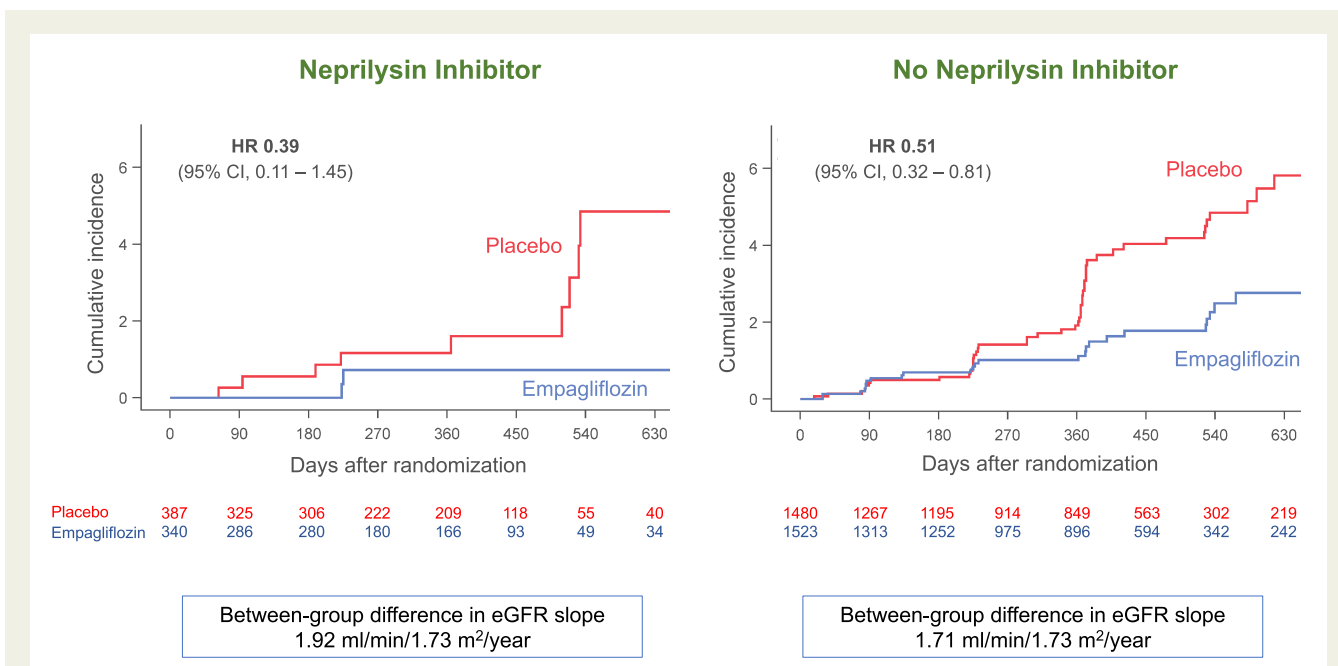 Neprilysin Inhibitor
HR 0.39
(95% CI, 0.11 – 1.45)
Cumulative incidence
6
4
2
0
Placebo
Empagliflozin
0 90 180 270 360 450 540 630
Days after randomization
Placebo 387 325 306 222 209 118 55 40
Empagliflozin 340 286 280 180 166 93 49 34
Between-group difference in eGFR slope
1.92 ml/min/1.73 m²/year
No Neprilysin Inhibitor
HR 0.51
(95% CI, 0.32 – 0.81)
Cumulative incidence
6
4
2
0
Placebo
Empagliflozin
0 90 180 270 360 450 540 630
Days after randomization
1480 1267 1195 914 849 563 302 219
1523 1313 1252 975 896 594 342 242
Between-group difference in eGFR slope
1.71 ml/min/1.73 m²/year